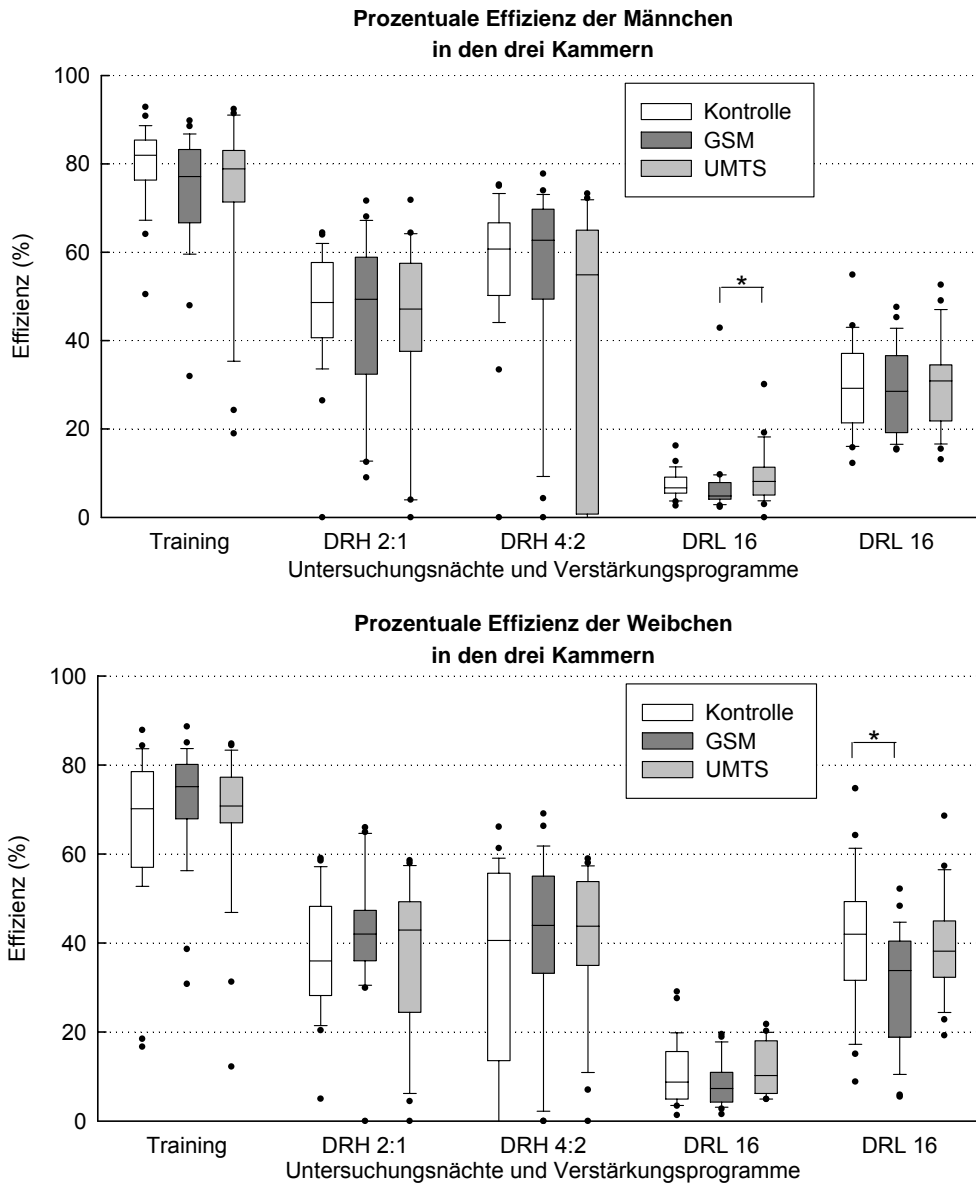 Prozentuale Effizienz der Männchen
in den drei Kammern
Effizienz (%)
100
80
60
40
20
0
Kontrolle
GSM
UMTS
*
Training DRH 2:1 DRH 4:2 DRL 16 DRL 16
Untersuchungsnächte und Verstärkungsprogramme
Prozentuale Effizienz der Weibchen
in den drei Kammern
Effizienz (%)
100
80
60
40
20
0
Kontrolle
GSM
UMTS
*
Training DRH 2:1 DRH 4:2 DRL 16 DRL 16
Untersuchungsnächte und Verstärkungsprogramme